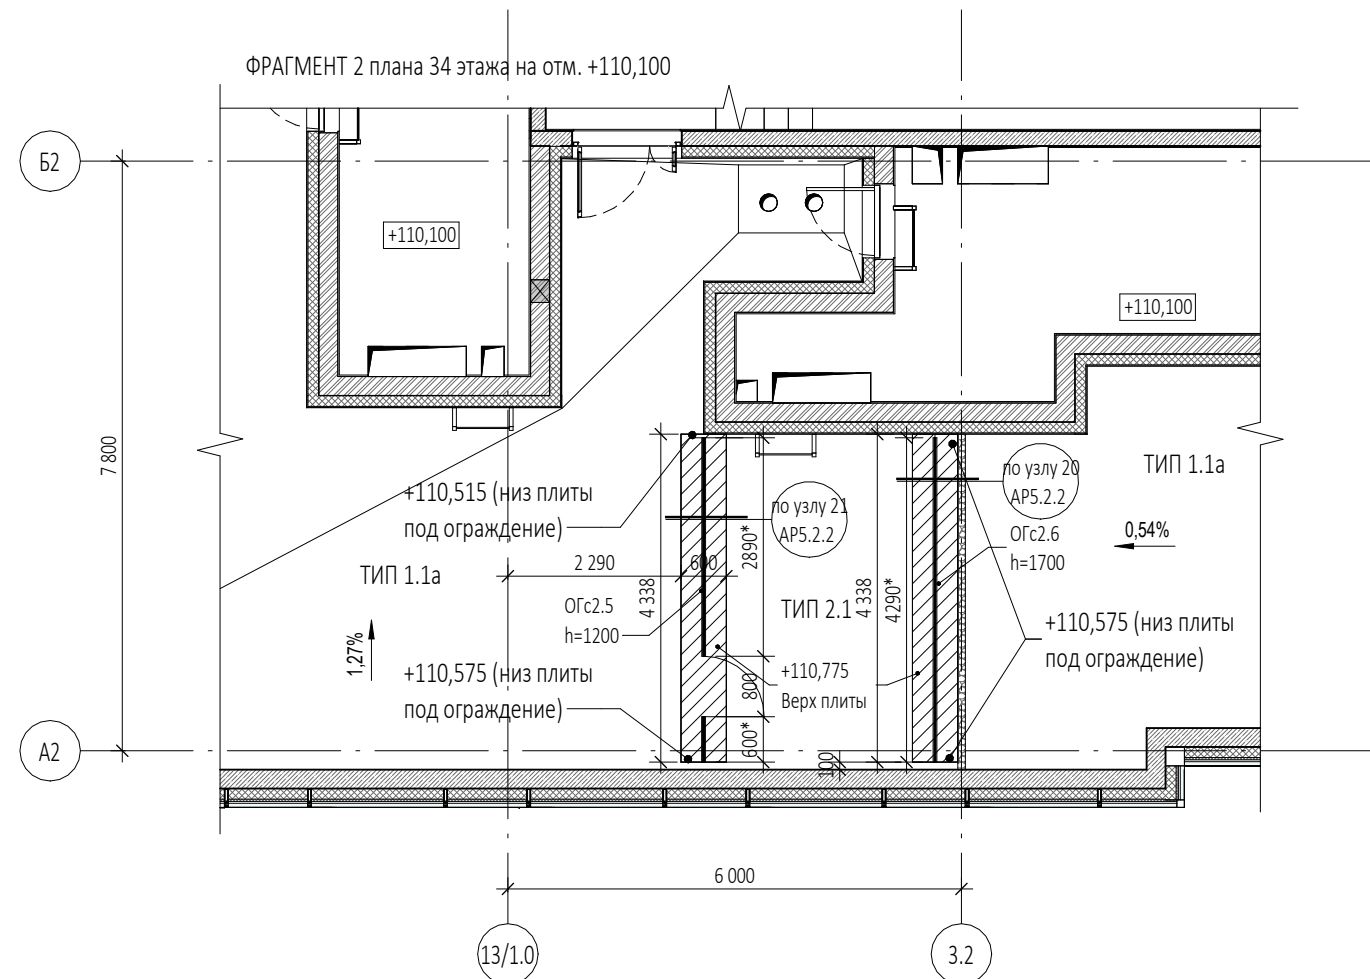 ФРАГМЕНТ 2 плана 34 этажа на отм. +110,100
Б2
+110,100
+110,100
7 800
+110,515 (низ плиты
под ограждение)
по узлу 21
АР5.2.2
по узлу 20
АР5.2.2
ТИП 1.1а
0,54%
ОГс2.6
h=1700
2 290
600
2890*
4 338
4 338
4290*
ТИП 1.1а
ОГс2.5
h=1200
ТИП 2.1
1,27%
+110,575 (низ плиты
под ограждение)
+110,575 (низ плиты
под ограждение)
+110,775
Верх плиты
800
600*
100
А2
6 000
13/1.0
3.2